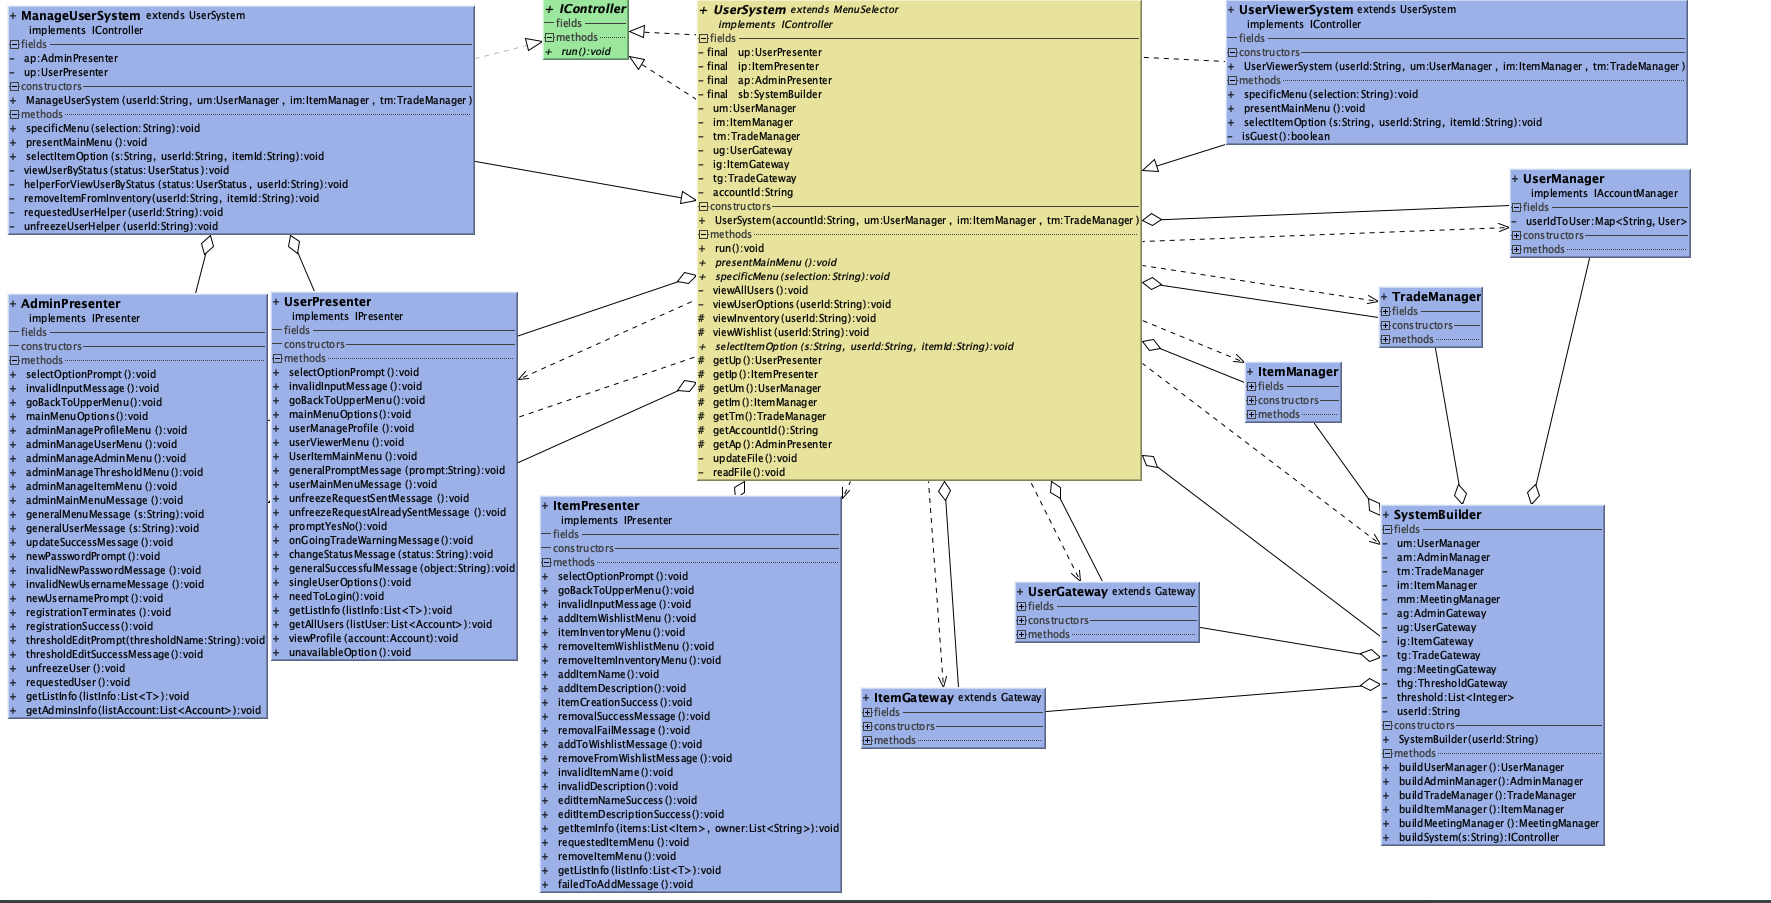 + ManageUserSystem extends UserSystem
implements IController
fields
- ap:AdminPresenter
- up:UserPresenter
constructors
+ ManageUserSystem(userId:String, um:UserManager, im:ItemManager, tm:TradeManager)
methods
+ specificMenu(selection:String):void
+ presentMainMenu():void
+ selectItemOption(s:String, userId:String, itemId:String):void
- viewUserByStatus(status:UserStatus):void
- helperForViewUserByStatus(status:UserStatus, userId:String):void
- removeItemFromInventory(userId:String, itemId:String):void
- requestedUserHelper(userId:String):void
- unfreezeUserHelper(userId:String):void
+ IController
fields
methods
+ run():void
+ UserSystem extends MenuSelector
implements IController
fields
- final up:UserPresenter
- final ip:ItemPresenter
- final ap:AdminPresenter
- final sb:SystemBuilder
- um:UserManager
- im:ItemManager
- tm:TradeManager
- ug:UserGateway
- ig:ItemGateway
- tg:TradeGateway
- accountId:String
constructors
+ UserSystem(accountId:String, um:UserManager, im:ItemManager, tm:TradeManager)
methods
+ run():void
+ presentMainMenu():void
+ specificMenu(selection:String):void
- viewAllUsers():void
- viewUserOptions(userId:String):void
# viewInventory(userId:String):void
# viewWishlist(userId:String):void
+ selectItemOption(s:String, userId:String, itemId:String):void
# getUp():UserPresenter
# getIp():ItemPresenter
# getUm():UserManager
# getIm():ItemManager
# getTm():TradeManager
# getAccountId():String
# getAp():AdminPresenter
- updateFile():void
- readFile():void
+ UserViewerSystem extends UserSystem
implements IController
fields
constructors
+ UserViewerSystem(userId:String, um:UserManager, im:ItemManager, tm:TradeManager)
methods
+ specificMenu(selection:String):void
+ presentMainMenu():void
+ selectItemOption(s:String, userId:String, itemId:String):void
- isGuest():boolean
+ UserManager
implements IAccountManager
fields
- userIdToUser:Map<String, User>
constructors
methods
+ TradeManager
fields
constructors
methods
+ ItemManager
fields
constructors
methods
+ AdminPresenter
implements IPresenter
fields
constructors
methods
+ selectOptionPrompt():void
+ invalidInputMessage():void
+ goBackToUpperMenu():void
+ mainMenuOptions():void
+ adminManageProfileMenu():void
+ adminManageUserMenu():void
+ adminManageAdminMenu():void
+ adminManageThresholdMenu():void
+ adminManageItemMenu():void
+ adminMainMenuMessage():void
+ generalMenuMessage(s:String):void
+ generalUserMessage(s:String):void
+ updateSuccessMessage():void
+ newPasswordPrompt():void
+ invalidNewPasswordMessage():void
+ invalidNewUsernameMessage():void
+ newUsernamePrompt():void
+ registrationTerminates():void
+ registrationSuccess():void
+ thresholdEditPrompt(thresholdName:String):void
+ thresholdEditSuccessMessage():void
+ unfreezeUser():void
+ requestedUser():void
+ getListInfo(listInfo:List<T>):void
+ getAdminsInfo(listAccount:List<Account>):void
+ UserPresenter
implements IPresenter
fields
constructors
methods
+ selectOptionPrompt():void
+ invalidInputMessage():void
+ goBackToUpperMenu():void
+ mainMenuOptions():void
+ userManageProfile():void
+ userViewerMenu():void
+ UserItemMainMenu():void
+ generalPromptMessage(prompt:String):void
+ userMainMenuMessage():void
+ unfreezeRequestSentMessage():void
+ unfreezeRequestAlreadySentMessage():void
+ promptYesNo():void
+ onGoingTradeWarningMessage():void
+ changeStatusMessage(status:String):void
+ generalSuccessfulMessage(object:String):void
+ singleUserOptions():void
+ needToLogin():void
+ getListInfo(listInfo:List<T>):void
+ getAllUsers(listUser:List<Account>):void
+ viewProfile(account:Account):void
+ unavailableOption():void
+ ItemPresenter
implements IPresenter
fields
constructors
methods
+ selectOptionPrompt():void
+ goBackToUpperMenu():void
+ invalidInputMessage():void
+ addItemWishlistMenu():void
+ itemInventoryMenu():void
+ removeItemWishlistMenu():void
+ removeItemInventoryMenu():void
+ addItemName():void
+ addItemDescription():void
+ itemCreationSuccess():void
+ removalSuccessMessage():void
+ removalFailMessage():void
+ addToWishlistMessage():void
+ removeFromWishlistMessage():void
+ invalidItemName():void
+ invalidDescription():void
+ editItemNameSuccess():void
+ editItemDescriptionSuccess():void
+ getItemInfo(items:List<Item>, owner:List<String>):void
+ requestedItemMenu():void
+ removeItemMenu():void
+ getListInfo(listInfo:List<T>):void
+ failedToAddMessage():void
+ UserGateway extends Gateway
fields
constructors
methods
+ ItemGateway extends Gateway
fields
constructors
methods
+ SystemBuilder
fields
- um:UserManager
- am:AdminManager
- tm:TradeManager
- im:ItemManager
- mm:MeetingManager
- ag:AdminGateway
- ug:UserGateway
- ig:ItemGateway
- tg:TradeGateway
- mg:MeetingGateway
- thg:ThresholdGateway
- threshold:List<Integer>
- userId:String
constructors
+ SystemBuilder(userId:String)
methods
+ buildUserManager():UserManager
+ buildAdminManager():AdminManager
+ buildTradeManager():TradeManager
+ buildItemManager():ItemManager
+ buildMeetingManager():MeetingManager
+ buildSystem(s:String):IController